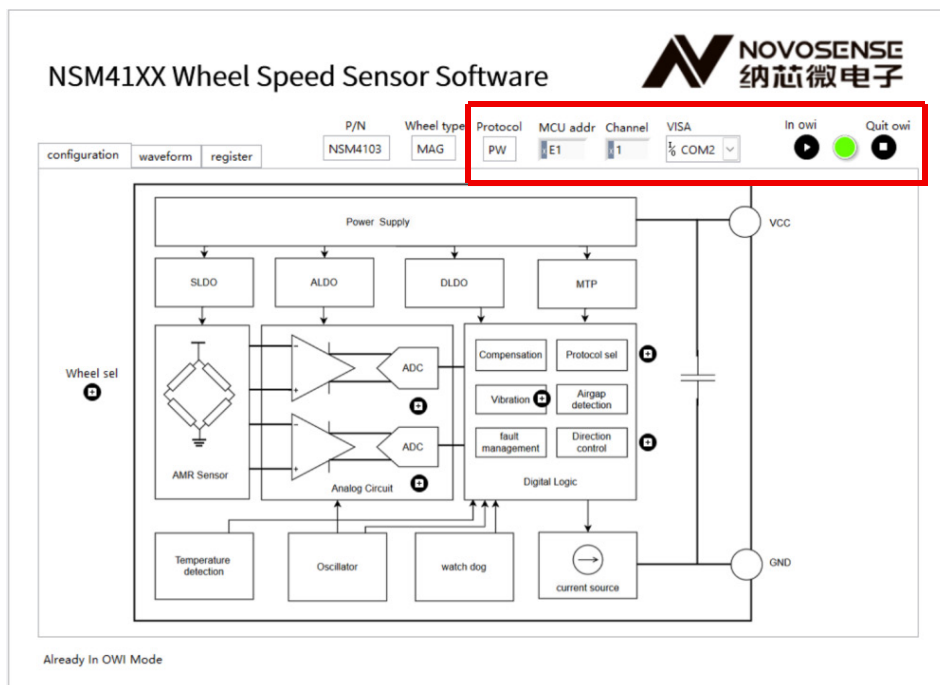 NOVOSENSE
纳芯微电子
NSM41XX Wheel Speed Sensor Software
P/N Wheel type Protocol MCU addr Channel VISA In owi Quit owi
NSM4103 MAG PW x E1 x 1 I/O COM2
configuration waveform register
Power Supply
VCC
SLDO ALDO DLDO MTP
Wheel sel
ADC
Compensation Protocol sel
Vibration Airgap detection
ADC
fault management Direction control
AMR Sensor
Analog Circuit
Digital Logic
Temperature detection
Oscillator
watch dog
current source
GND
Already In OWI Mode